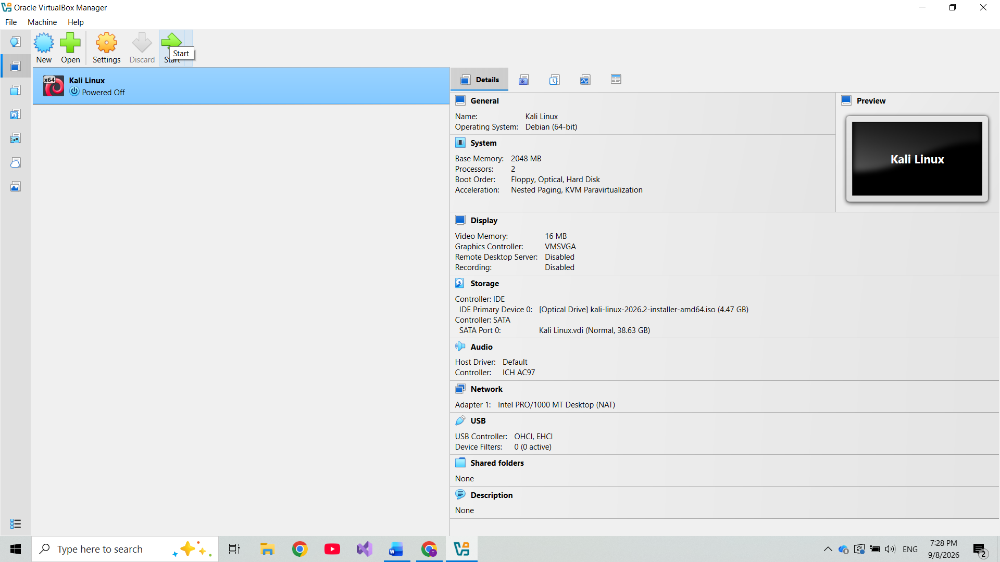 Oracle VirtualBox Manager
File Machine Help
New Open Settings Discard Start
Start
x64
Kali Linux
Powered Off
Details
General
Name: Kali Linux
Operating System: Debian (64-bit)
System
Base Memory: 2048 MB
Processors: 2
Boot Order: Floppy, Optical, Hard Disk
Acceleration: Nested Paging, KVM Paravirtualization
Preview
Kali Linux
Display
Video Memory: 16 MB
Graphics Controller: VMSVGA
Remote Desktop Server: Disabled
Recording: Disabled
Storage
Controller: IDE
IDE Primary Device 0: [Optical Drive] kali-linux-2026.2-installer-amd64.iso (4.47 GB)
Controller: SATA
SATA Port 0: Kali Linux.vdi (Normal, 38.63 GB)
Audio
Host Driver: Default
Controller: ICH AC97
Network
Adapter 1: Intel PRO/1000 MT Desktop (NAT)
USB
USB Controller: OHCI, EHCI
Device Filters: 0 (0 active)
Shared folders
None
Description
None
Type here to search
ENG
7:28 PM
9/8/2026
2